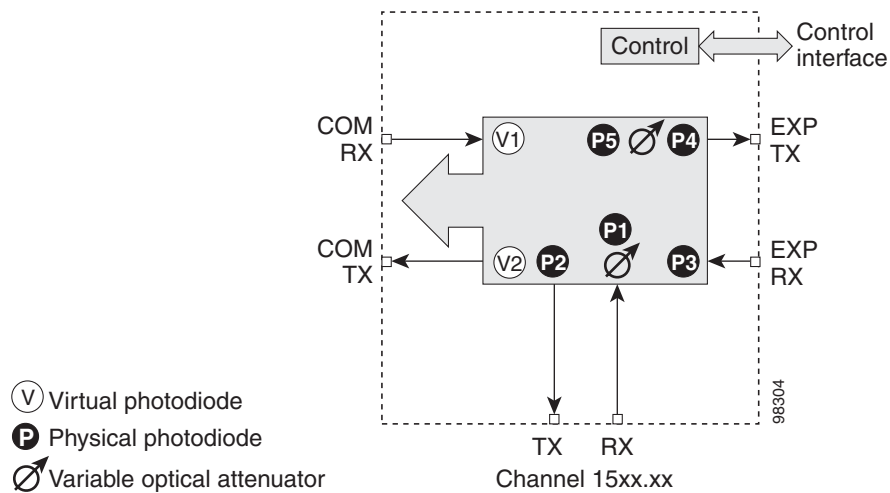 Control
Control
interface
COM
RX
V1
P5
P4
EXP
TX
P1
COM
TX
V2
P2
P3
EXP
RX
98304
V Virtual photodiode
P Physical photodiode
Variable optical attenuator
TX RX
Channel 15xx.xx